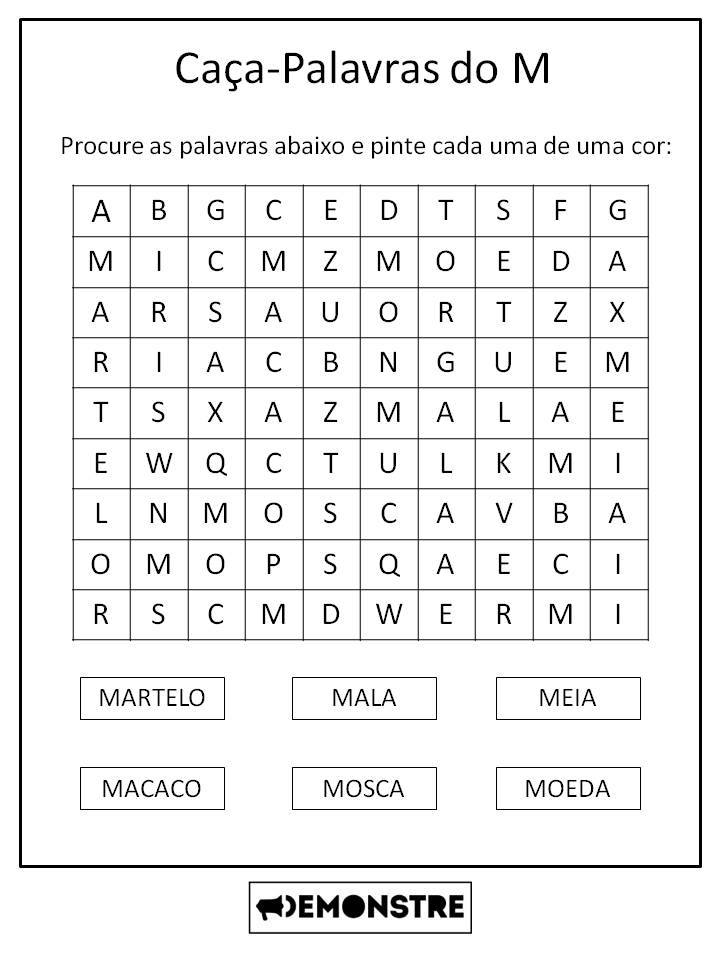 Caça-Palavras do M
Procure as palavras abaixo e pinte cada uma de uma cor:
A B G C E D T S F G
M I C M Z M O E D A
A R S A U O R T Z X
R I A C B N G U E M
T S X A Z M A L A E
E W Q C T U L K M I
L N M O S C A V B A
O M O P S Q A E C I
R S C M D W E R M I
MARTELO MALA MEIA
MACACO MOSCA MOEDA
DEMONSTRE